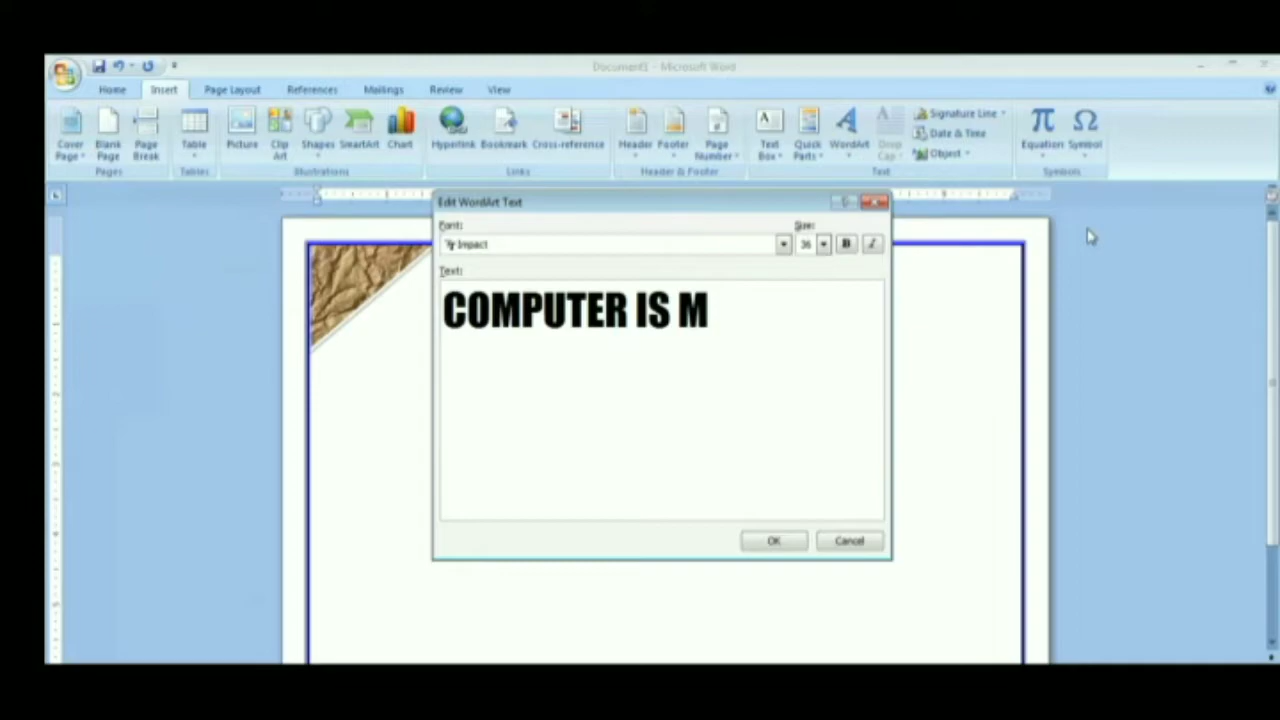 Document1 - Microsoft Word
Home Insert Page Layout References Mailings Review View
Cover Page Blank Page Page Break Table Picture Clip Art Shapes SmartArt Chart Hyperlink Bookmark Cross-reference Header Footer Page Number Text Box Quick Parts WordArt Drop Cap Signature Line Date & Time Object Equation Symbol
Pages Tables Illustrations Links Header & Footer Text Symbols
Edit WordArt Text
Font: Size:
Impact 36 B I
Text:
COMPUTER IS M
OK Cancel